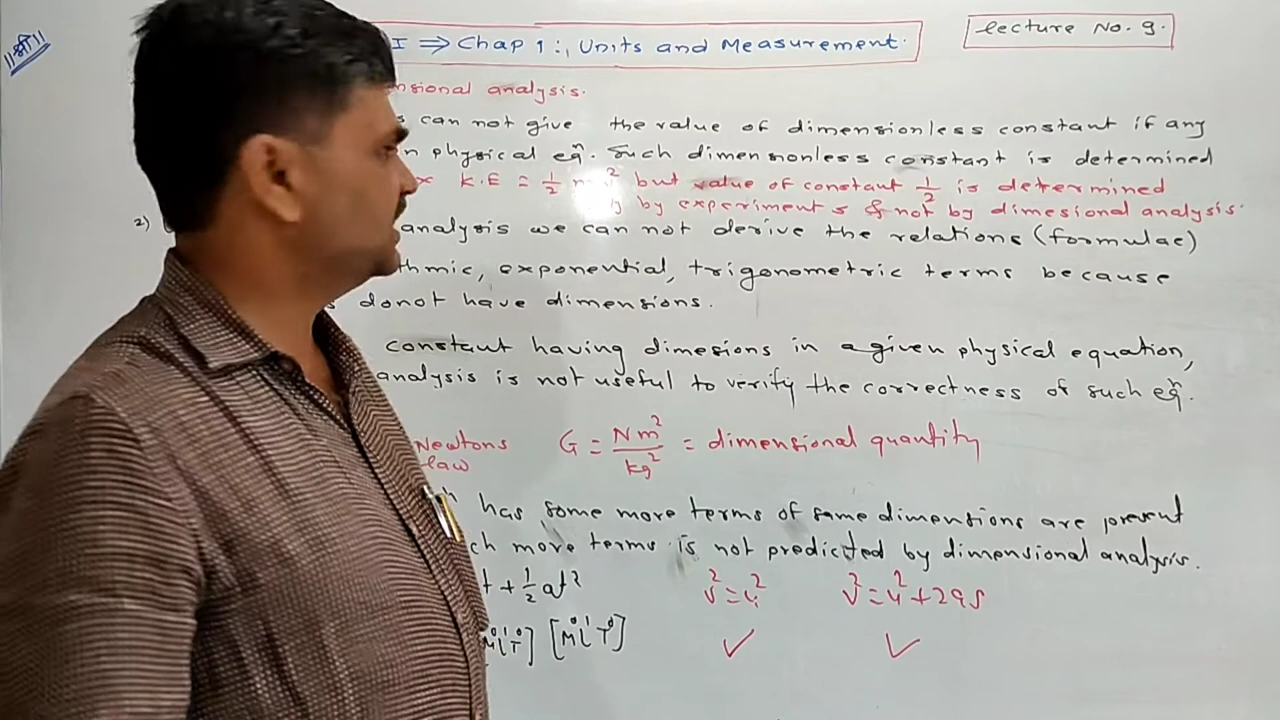 ॥श्री॥
I ⇒ Chap 1:, Units and Measurement.
Lecture No. 9.
nsional analysis.
can not give the value of dimensionless constant if any
n physical eqⁿ. Such dimensionless constant is determined
K.E = ½ but value of constant ½ is determined
by experiments & not by dimesional analysis.
2) analysis we can not derive the relations (formulae)
thmic, exponential, trigonometric terms because
donot have dimensions.
constant having dimesions in a given physical equation,
analysis is not useful to verify the correctness of such eqⁿ.
Newtons law G = Nm²/kg² = dimensional quantity
has some more terms of same dimensions are present
ch more terms is not predicted by dimensional analysis.
t + ½ at² v² = u² v² = u² + 2as
[M⁰L¹T⁰] [M⁰L¹T⁰] ✓ ✓